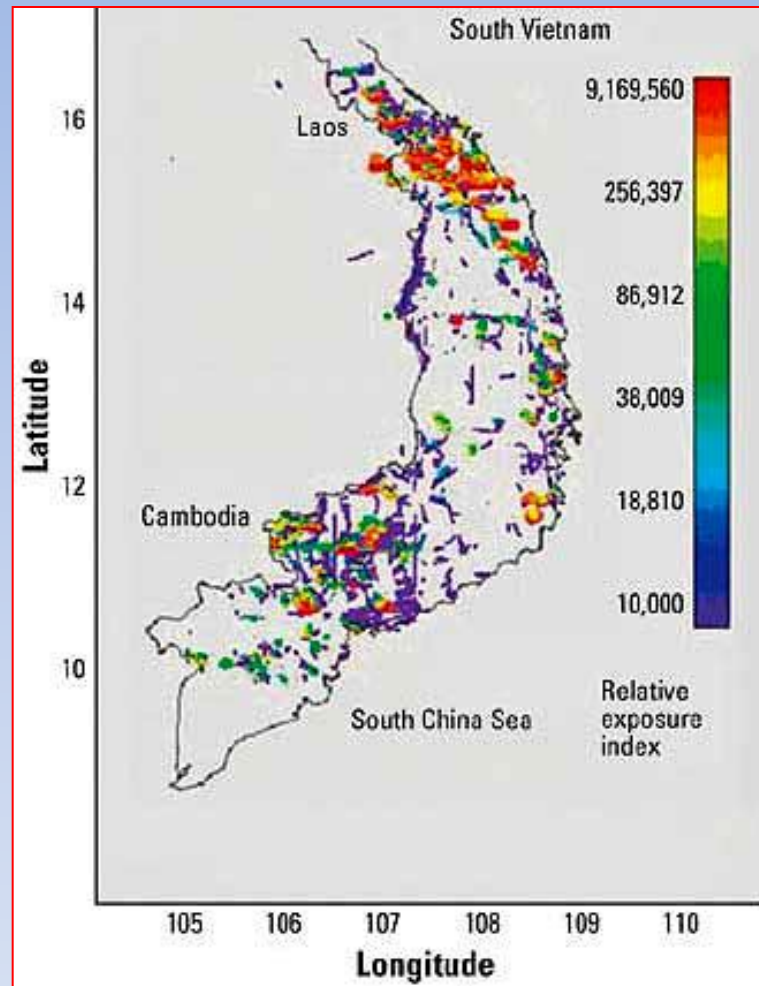 South Vietnam
9,169,560
16
Laos
256,397
14
86,912
38,009
Latitude
12
18,810
Cambodia
10,000
10
Relative
exposure
index
South China Sea
105 106 107 108 109 110
Longitude